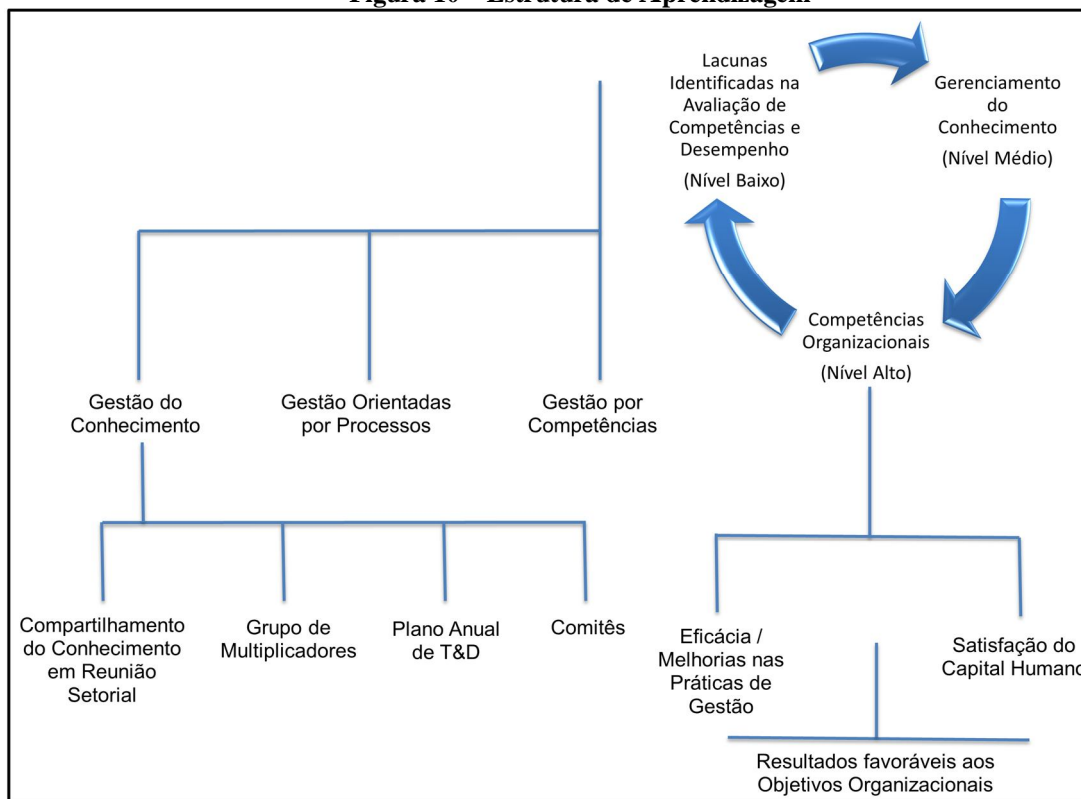 Figura 10 – Estrutura de Aprendizagem
Lacunas
Identificadas na
Avaliação de
Competências e
Desempenho
(Nível Baixo)
Gerenciamento
do
Conhecimento
(Nível Médio)
Competências
Organizacionais
(Nível Alto)
Gestão do
Conhecimento
Gestão Orientadas
por Processos
Gestão por
Competências
Compartilhamento
do Conhecimento
em Reunião
Setorial
Grupo de
Multiplicadores
Plano Anual
de T&D
Comitês
Eficácia /
Melhorias nas
Práticas de
Gestão
Satisfação do
Capital Humano
Resultados favoráveis aos
Objetivos Organizacionais